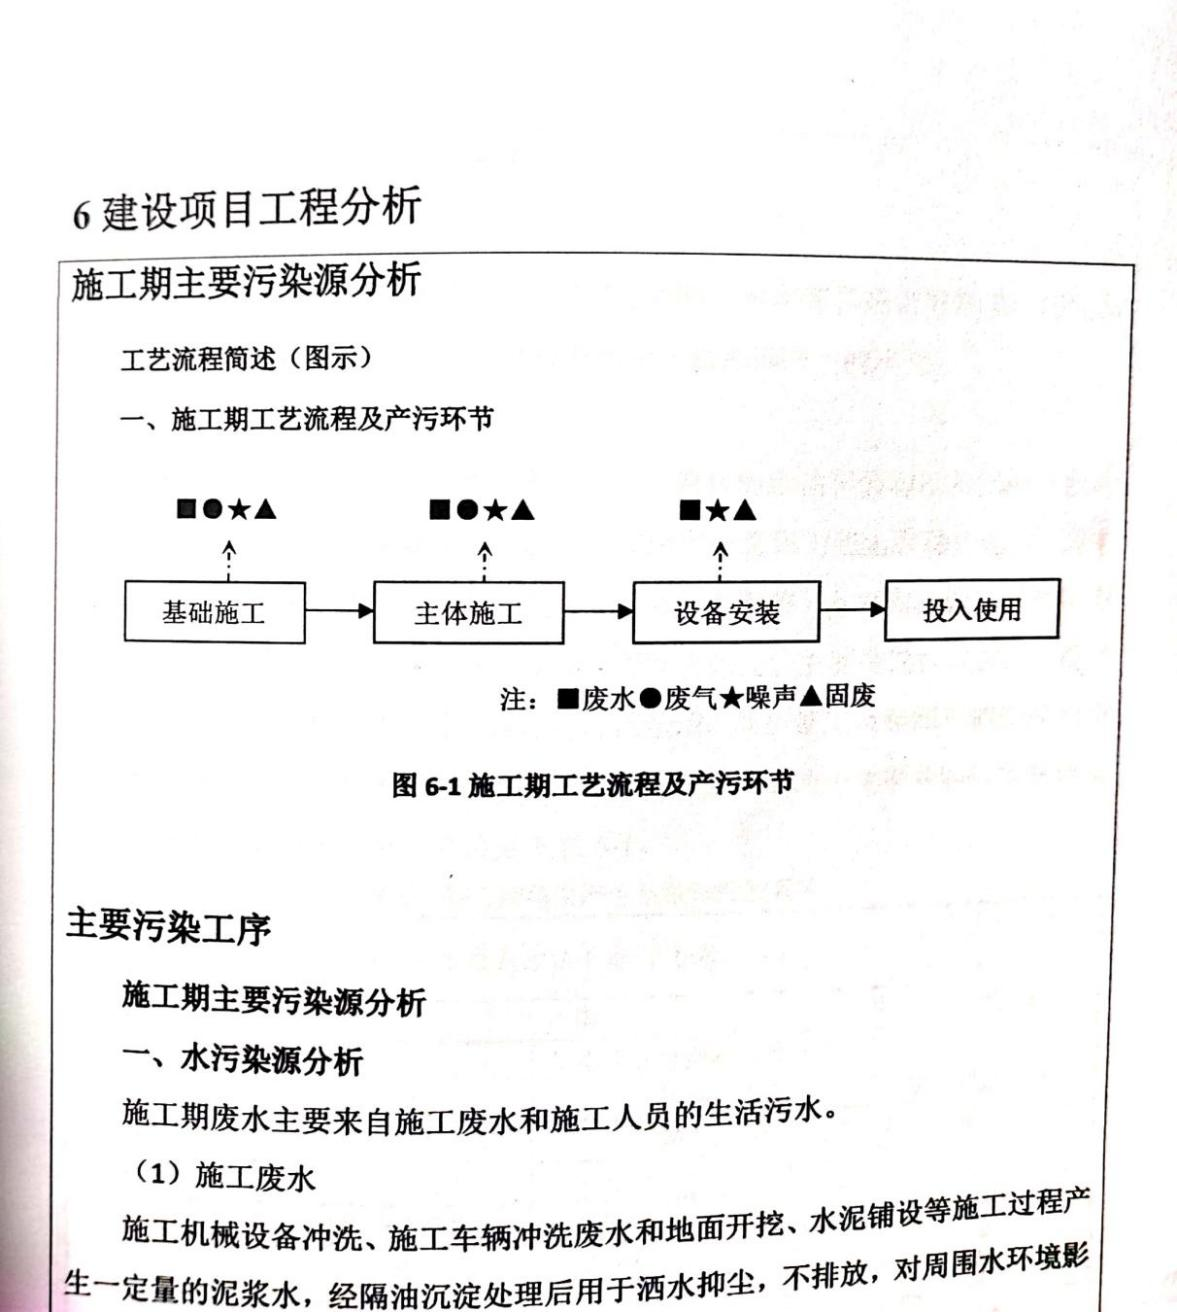 6 建设项目工程分析
施工期主要污染源分析
工艺流程简述（图示）
一、施工期工艺流程及产污环节
■●★▲ ■●★▲ ■★▲
基础施工 主体施工 设备安装 投入使用
注：■废水●废气★噪声▲固废
图 6-1 施工期工艺流程及产污环节
主要污染工序
施工期主要污染源分析
一、水污染源分析
施工期废水主要来自施工废水和施工人员的生活污水。
（1）施工废水
施工机械设备冲洗、施工车辆冲洗废水和地面开挖、水泥铺设等施工过程产
生一定量的泥浆水，经隔油沉淀处理后用于洒水抑尘，不排放，对周围水环境影